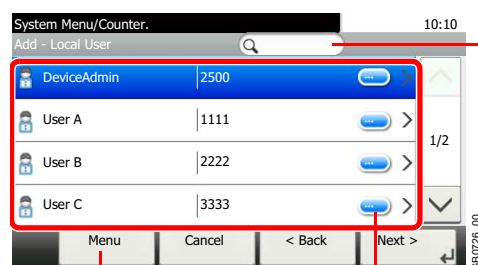 System Menu/Counter. 10:10
Add - Local User
DeviceAdmin 2500
User A 1111
1/2
User B 2222
User C 3333
Menu Cancel < Back Next >